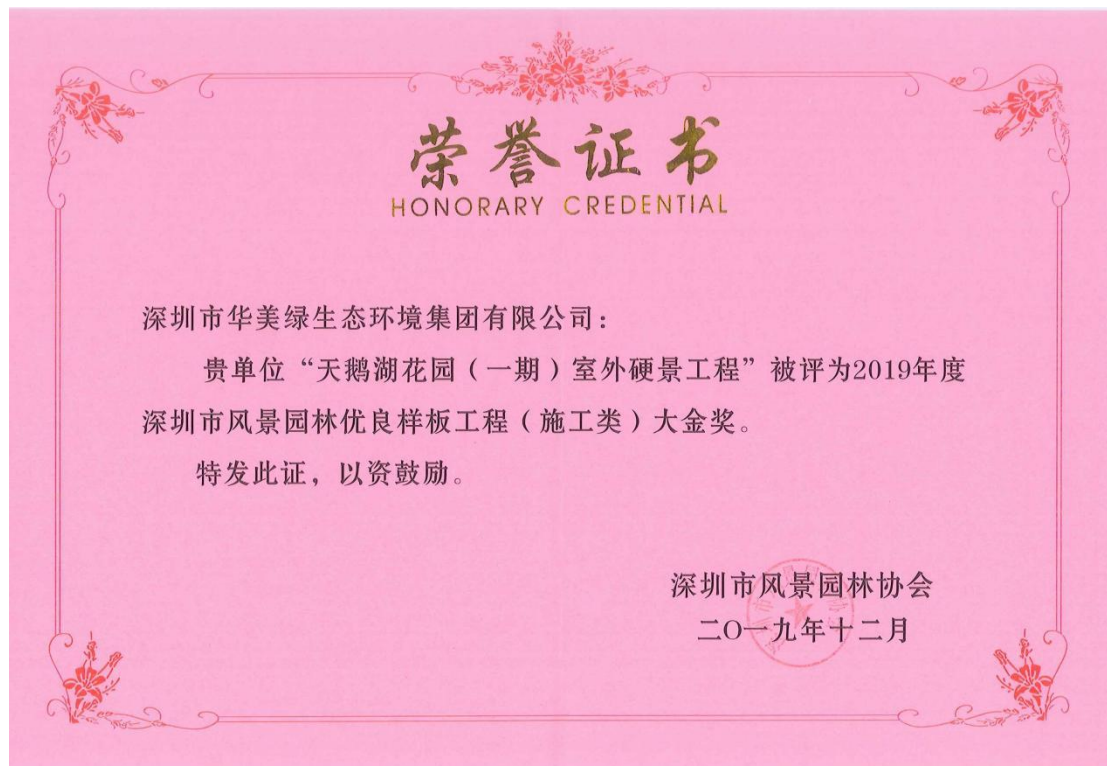 荣誉证书
HONORARY CREDENTIAL
深圳市华美绿生态环境集团有限公司：
贵单位“天鹅湖花园（一期）室外硬景工程”被评为2019年度
深圳市风景园林优良样板工程（施工类）大金奖。
特发此证，以资鼓励。
深圳市风景园林协会
二O一九年十二月